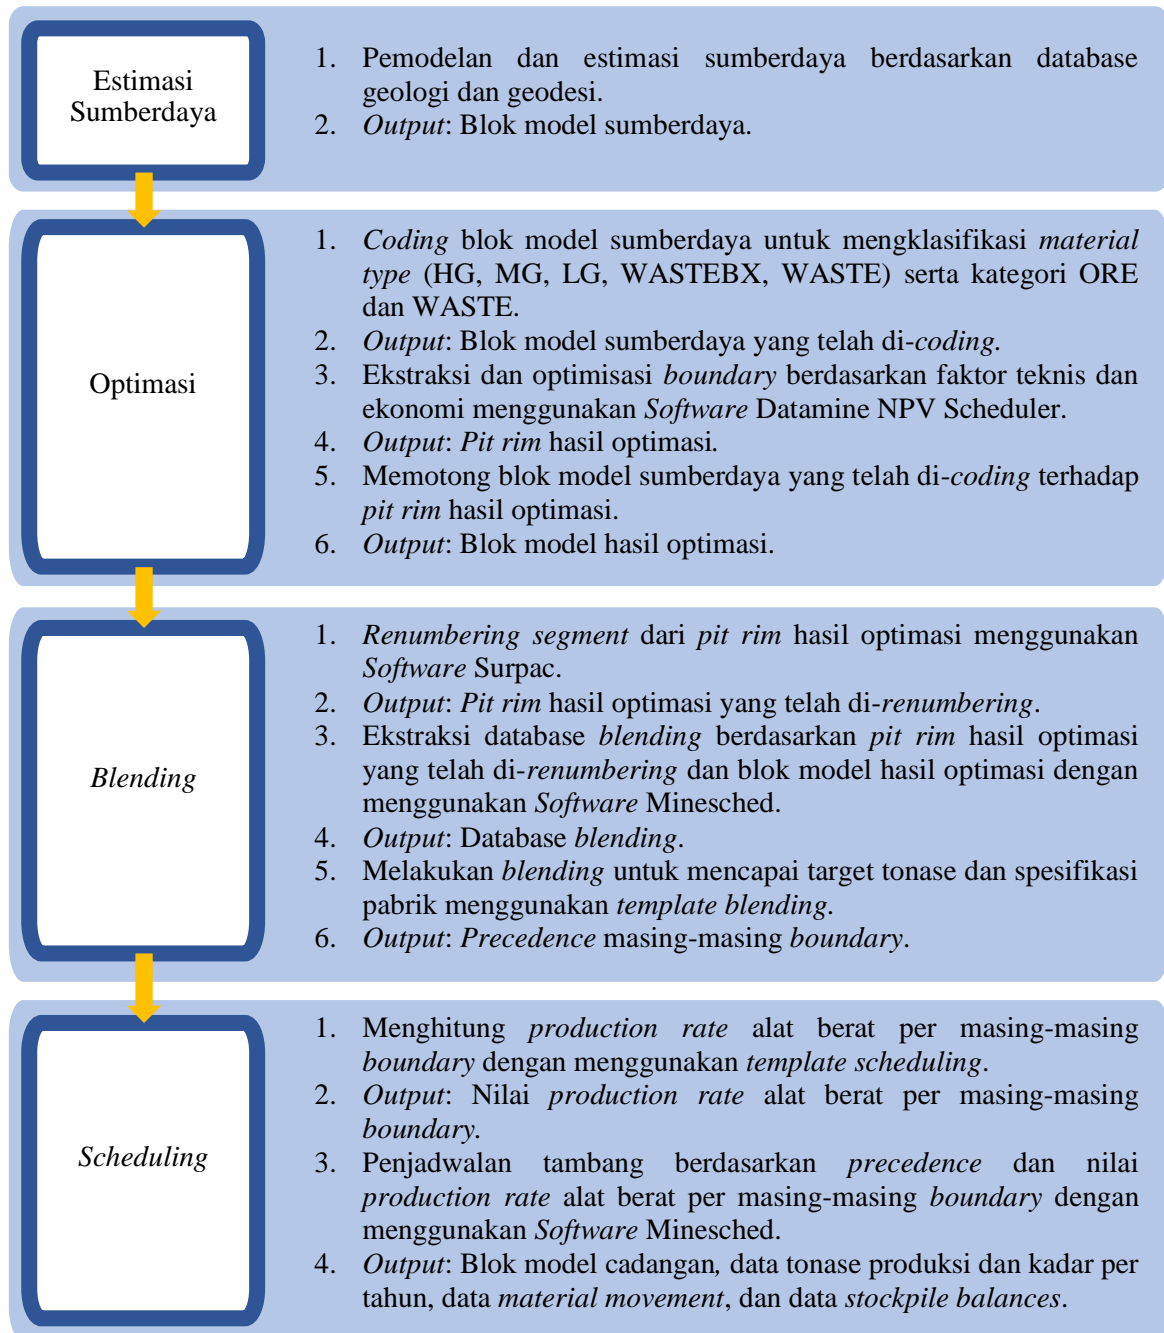 Estimasi
Sumberdaya
1. Pemodelan dan estimasi sumberdaya berdasarkan database
geologi dan geodesi.
2. Output: Blok model sumberdaya.
Optimasi
1. Coding blok model sumberdaya untuk mengklasifikasi material
type (HG, MG, LG, WASTEBX, WASTE) serta kategori ORE
dan WASTE.
2. Output: Blok model sumberdaya yang telah di-coding.
3. Ekstraksi dan optimisasi boundary berdasarkan faktor teknis dan
ekonomi menggunakan Software Datamine NPV Scheduler.
4. Output: Pit rim hasil optimasi.
5. Memotong blok model sumberdaya yang telah di-coding terhadap
pit rim hasil optimasi.
6. Output: Blok model hasil optimasi.
Blending
1. Renumbering segment dari pit rim hasil optimasi menggunakan
Software Surpac.
2. Output: Pit rim hasil optimasi yang telah di-renumbering.
3. Ekstraksi database blending berdasarkan pit rim hasil optimasi
yang telah di-renumbering dan blok model hasil optimasi dengan
menggunakan Software Minesched.
4. Output: Database blending.
5. Melakukan blending untuk mencapai target tonase dan spesifikasi
pabrik menggunakan template blending.
6. Output: Precedence masing-masing boundary.
Scheduling
1. Menghitung production rate alat berat per masing-masing
boundary dengan menggunakan template scheduling.
2. Output: Nilai production rate alat berat per masing-masing
boundary.
3. Penjadwalan tambang berdasarkan precedence dan nilai
production rate alat berat per masing-masing boundary dengan
menggunakan Software Minesched.
4. Output: Blok model cadangan, data tonase produksi dan kadar per
tahun, data material movement, dan data stockpile balances.